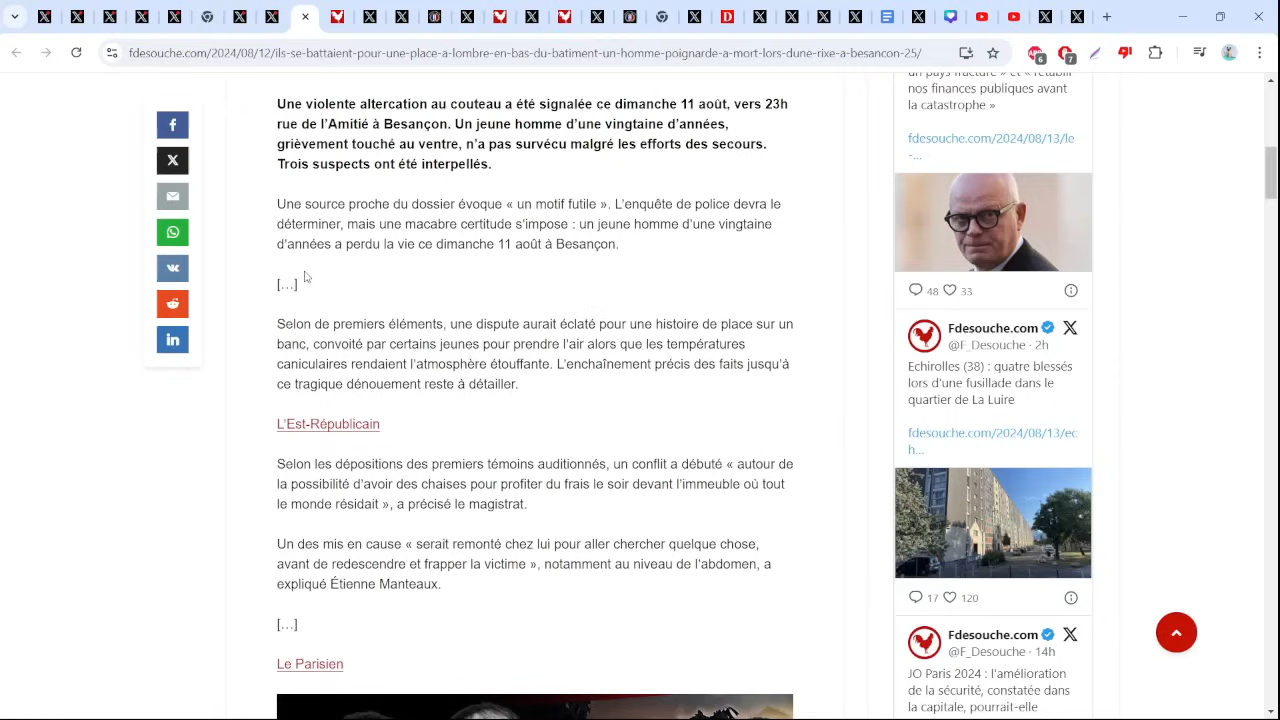 fdesouche.com/2024/08/12/ils-se-battaient-pour-une-place-a-lombre-en-bas-du-batiment-un-homme-poignarde-a-mort-lors-dune-rixe-a-besancon-25/
6
7
Une violente altercation au couteau a été signalée ce dimanche 11 août, vers 23h
rue de l’Amitié à Besançon. Un jeune homme d’une vingtaine d’années,
gravement touché au ventre, n’a pas survécu malgré les efforts des secours.
Trois suspects ont été interpellés.
Une source proche du dossier évoque « un motif futile ». L’enquête de police devra le
déterminer, mais une macabre certitude s’impose : un jeune homme d’une vingtaine
d’années a perdu la vie ce dimanche 11 août à Besançon.
[…]
Selon de premiers éléments, une dispute aurait éclaté pour une histoire de place sur un
banc, convoité par certains jeunes pour prendre l’air alors que les températures
caniculaires rendaient l’atmosphère étouffante. L’enchaînement précis des faits jusqu’à
ce tragique dénouement reste à détailler.
L’Est-Républicain
Selon les dépositions des premiers témoins auditionnés, un conflit a débuté « autour de
la possibilité d’avoir des chaises pour profiter du frais le soir devant l’immeuble où tout
le monde résidait », a précisé le magistrat.
Un des mis en cause « serait remonté chez lui pour aller chercher quelque chose,
avant de redescendre et frapper la victime », notamment au niveau de l’abdomen, a
expliqué Étienne Manteaux.
[…]
Le Parisien
un pays fracturé » et « rétablir
nos finances publiques avant
la catastrophe »
fdesouche.com/2024/08/13/le
-…
48 33
Fdesouche.com
@F_Desouche · 2h
Echirolles (38) : quatre blessés
lors d'une fusillade dans le
quartier de La Luire
fdesouche.com/2024/08/13/ec
h…
17 120
Fdesouche.com
@F_Desouche · 14h
JO Paris 2024 : l'amélioration
de la sécurité, constatée dans
la capitale, pourrait-elle